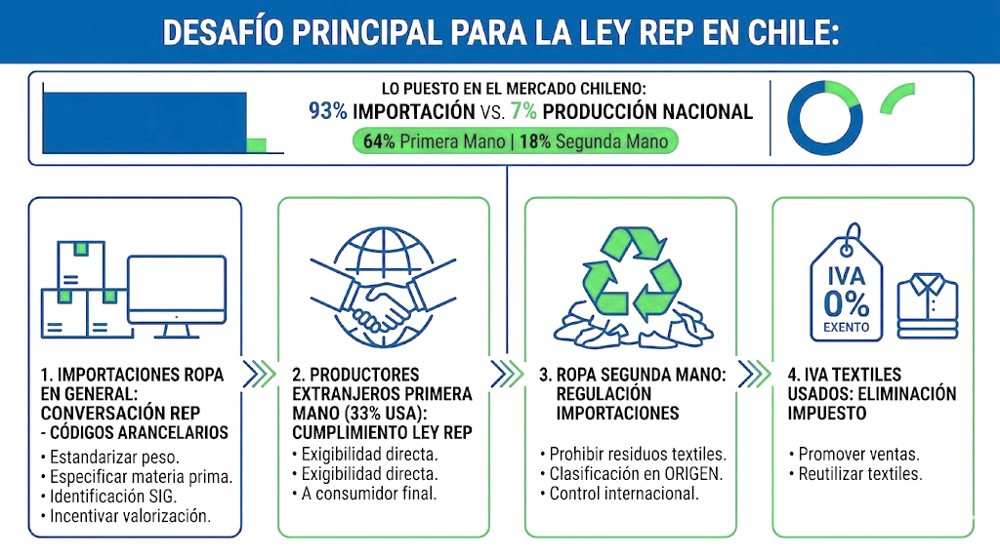 DESAFÍO PRINCIPAL PARA LA LEY REP EN CHILE:
LO PUESTO EN EL MERCADO CHILENO:
93% IMPORTACIÓN VS. 7% PRODUCCIÓN NACIONAL
64% Primera Mano | 18% Segunda Mano
1. IMPORTACIONES ROPA
EN GENERAL:
CONVERSACIÓN REP
- CÓDIGOS ARANCELARIOS
• Estandarizar peso.
• Especificar materia prima.
• Identificación SIG.
• Incentivar valorización.
2. PRODUCTORES
EXTRANJEROS PRIMERA
MANO (33% USA):
CUMPLIMIENTO LEY REP
• Exigibilidad directa.
• Exigibilidad directa.
• A consumidor final.
3. ROPA SEGUNDA MANO:
REGULACIÓN
IMPORTACIONES
• Prohibir residuos textiles.
• Clasificación en ORIGEN.
• Control internacional.
IVA
0%
EXENTO
4. IVA TEXTILES
USADOS: ELIMINACIÓN
IMPUESTO
• Promover ventas.
• Reutilizar textiles.